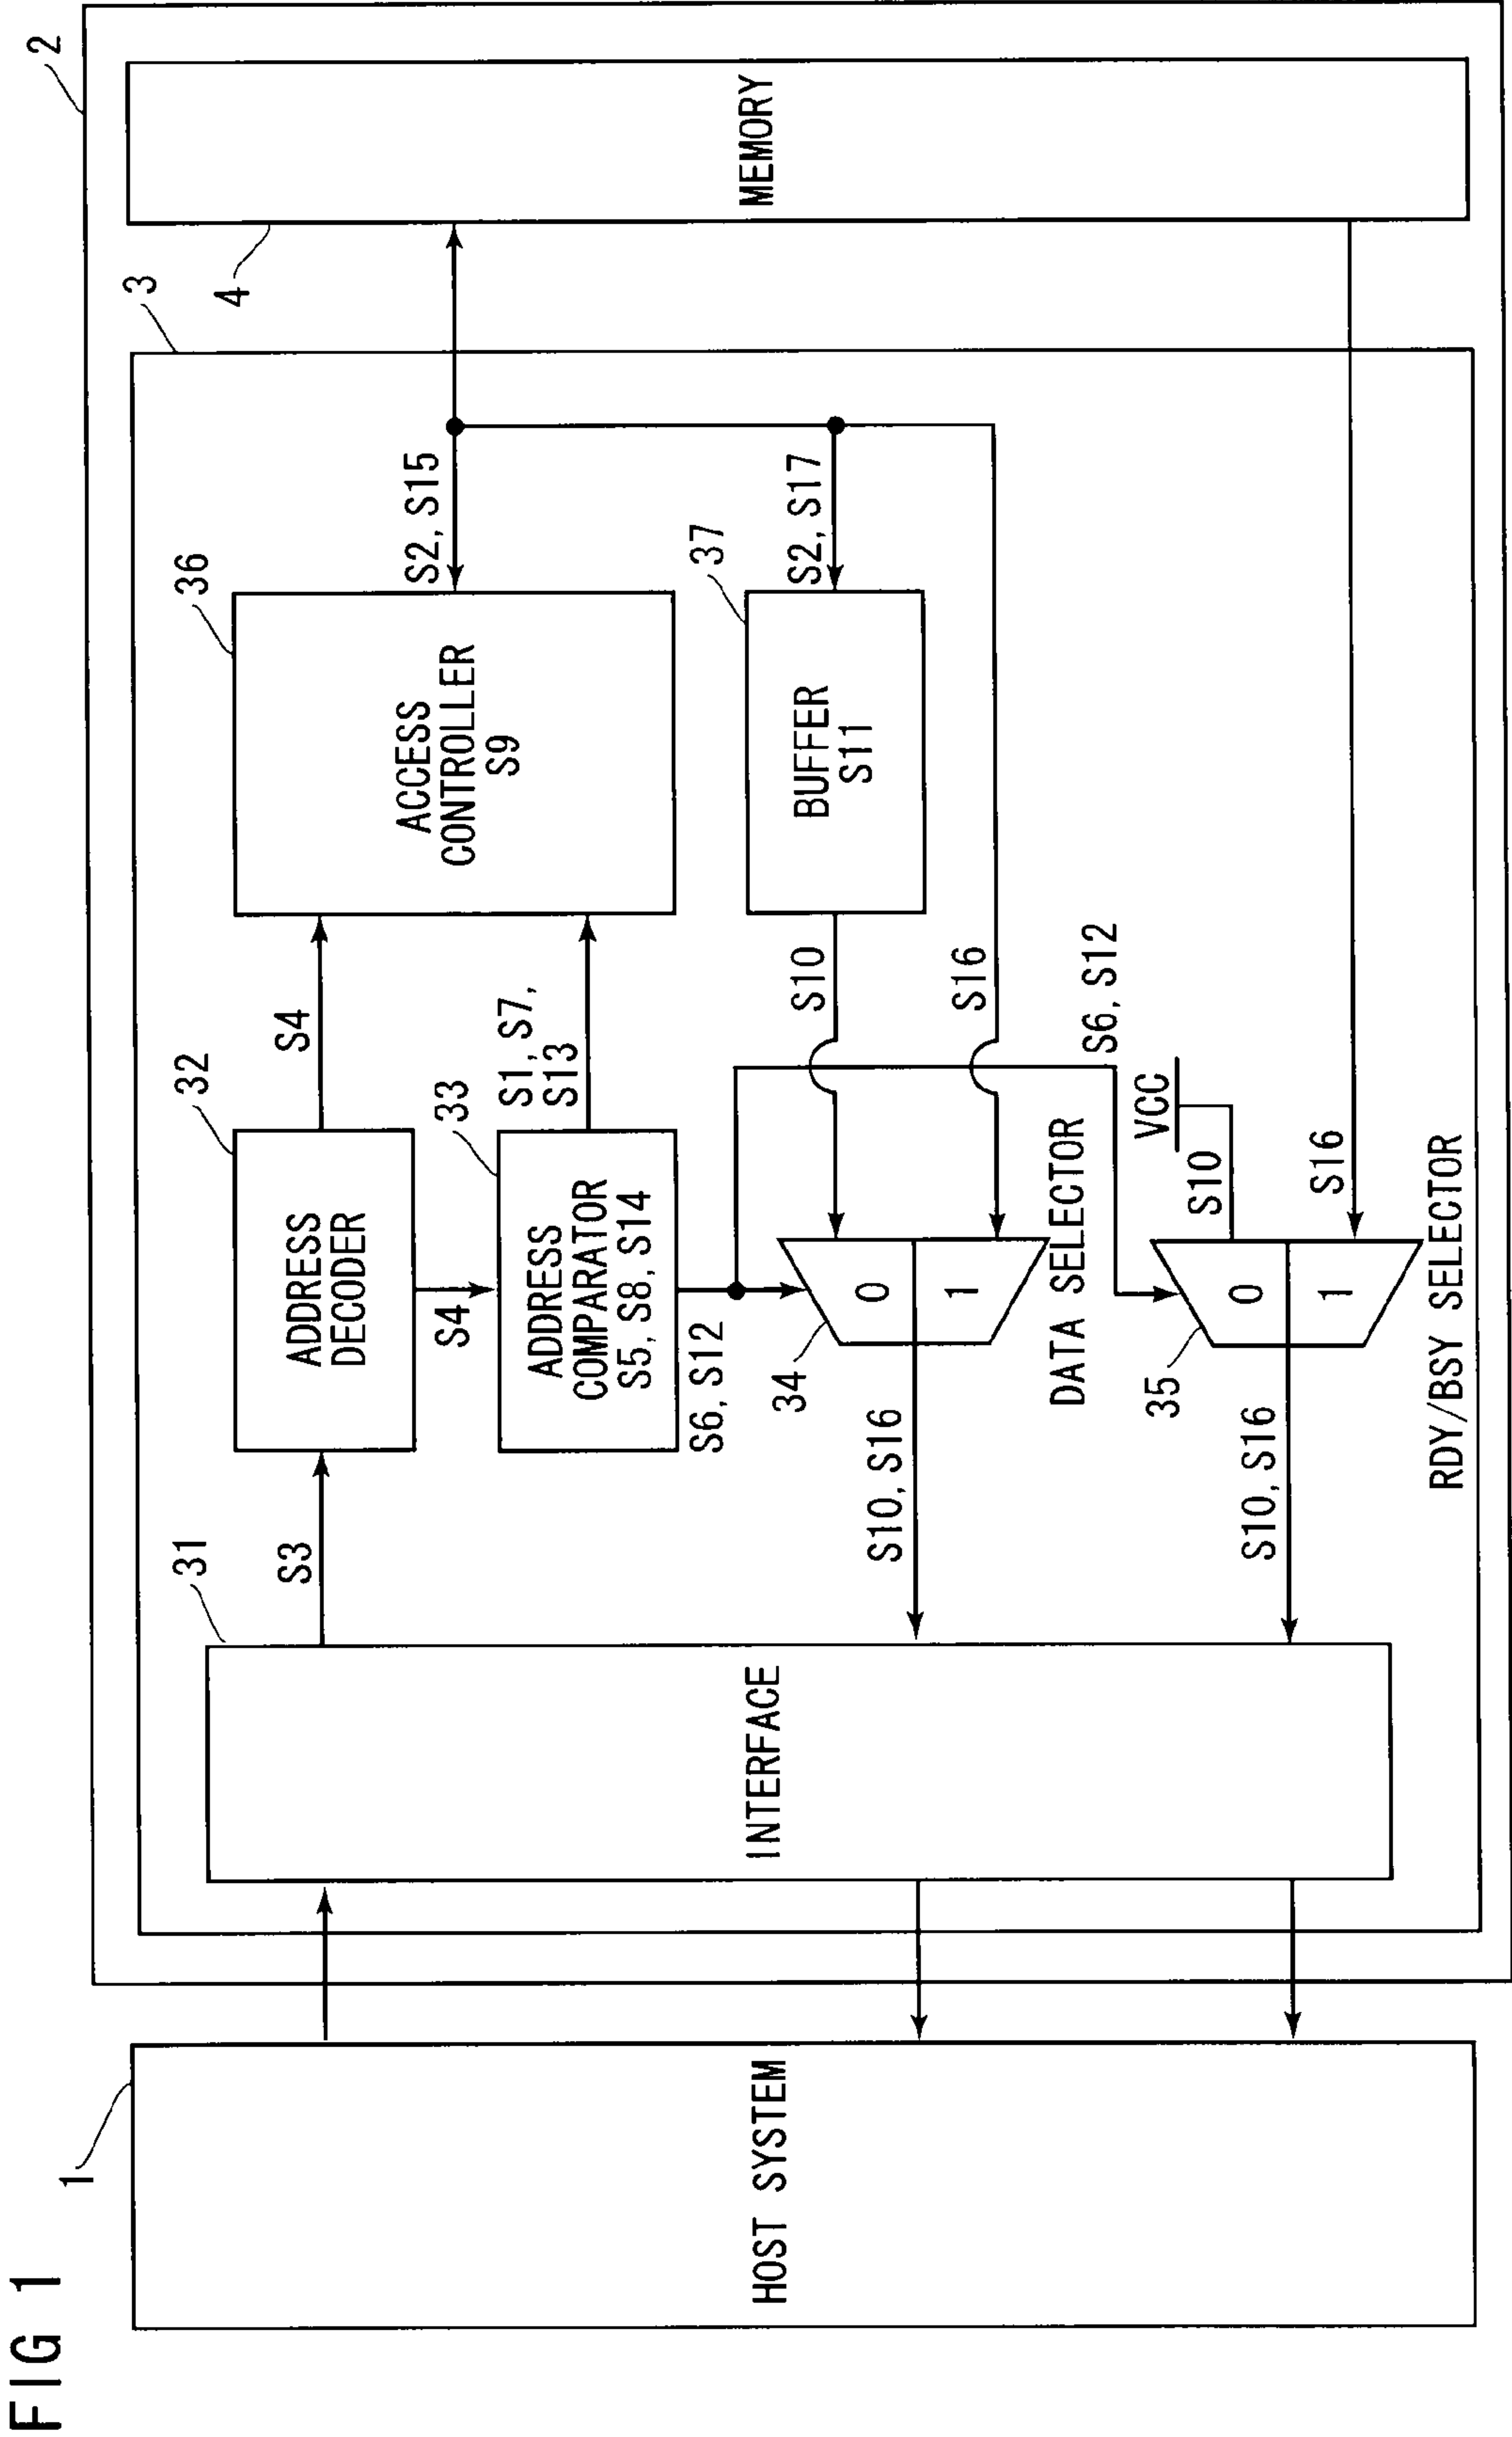 FIG 1
1
HOST SYSTEM
2
3
31
INTERFACE
S3
32
ADDRESS
DECODER
S4
S4
33
ADDRESS
COMPARATOR
S5, S8, S14
S1, S7,
S13
S6, S12
36
ACCESS
CONTROLLER
S9
S2, S15
37
BUFFER
S11
S2, S17
S10
S16
34
0
1
DATA SELECTOR
S10, S16
S6, S12
VCC
S10
S16
35
0
1
RDY/BSY SELECTOR
S10, S16
4
MEMORY